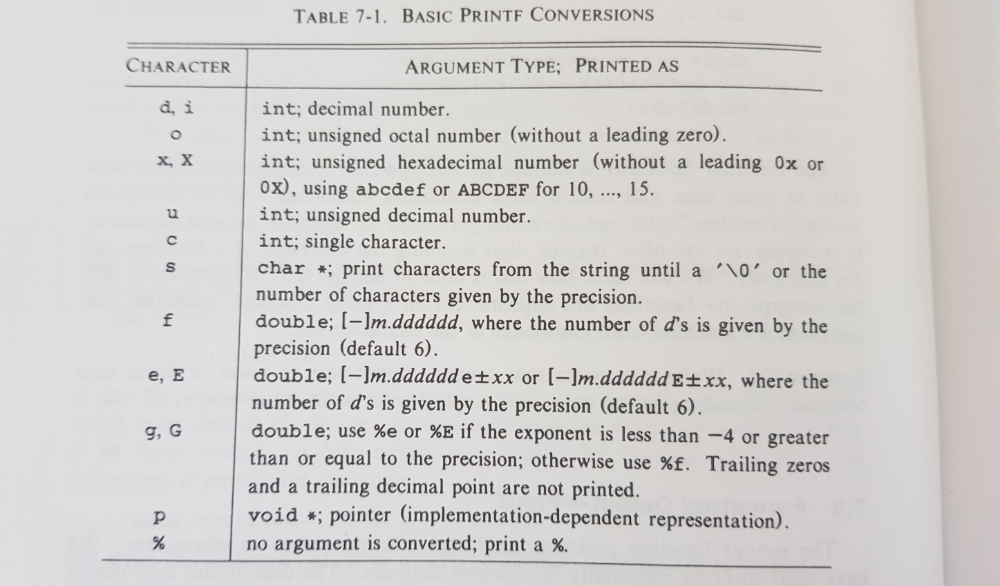 TABLE 7-1. BASIC PRINTF CONVERSIONS
CHARACTER ARGUMENT TYPE; PRINTED AS
d, i int; decimal number.
o int; unsigned octal number (without a leading zero).
x, X int; unsigned hexadecimal number (without a leading 0x or
0X), using abcdef or ABCDEF for 10, ..., 15.
u int; unsigned decimal number.
c int; single character.
s char *; print characters from the string until a '\0' or the
number of characters given by the precision.
f double; [−]m.dddddd, where the number of d's is given by the
precision (default 6).
e, E double; [−]m.dddddde±xx or [−]m.ddddddE±xx, where the
number of d's is given by the precision (default 6).
g, G double; use %e or %E if the exponent is less than −4 or greater
than or equal to the precision; otherwise use %f. Trailing zeros
and a trailing decimal point are not printed.
p void *; pointer (implementation-dependent representation).
% no argument is converted; print a %.